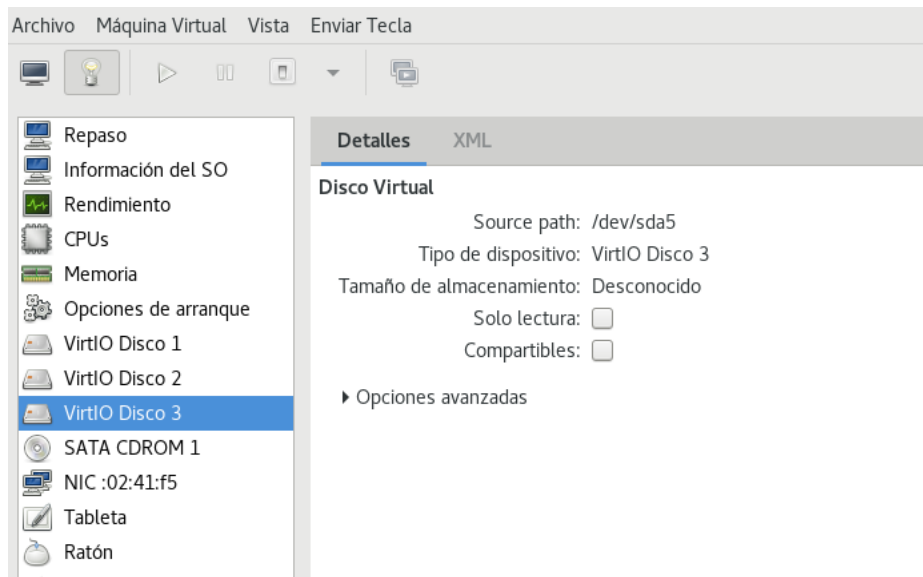 Archivo Máquina Virtual Vista Enviar Tecla
Repaso
Información del SO
Rendimiento
CPUs
Memoria
Opciones de arranque
VirtIO Disco 1
VirtIO Disco 2
VirtIO Disco 3
SATA CDROM 1
NIC :02:41:f5
Tableta
Ratón
Detalles XML
Disco Virtual
Source path: /dev/sda5
Tipo de dispositivo: VirtIO Disco 3
Tamaño de almacenamiento: Desconocido
Solo lectura:
Compartibles:
Opciones avanzadas